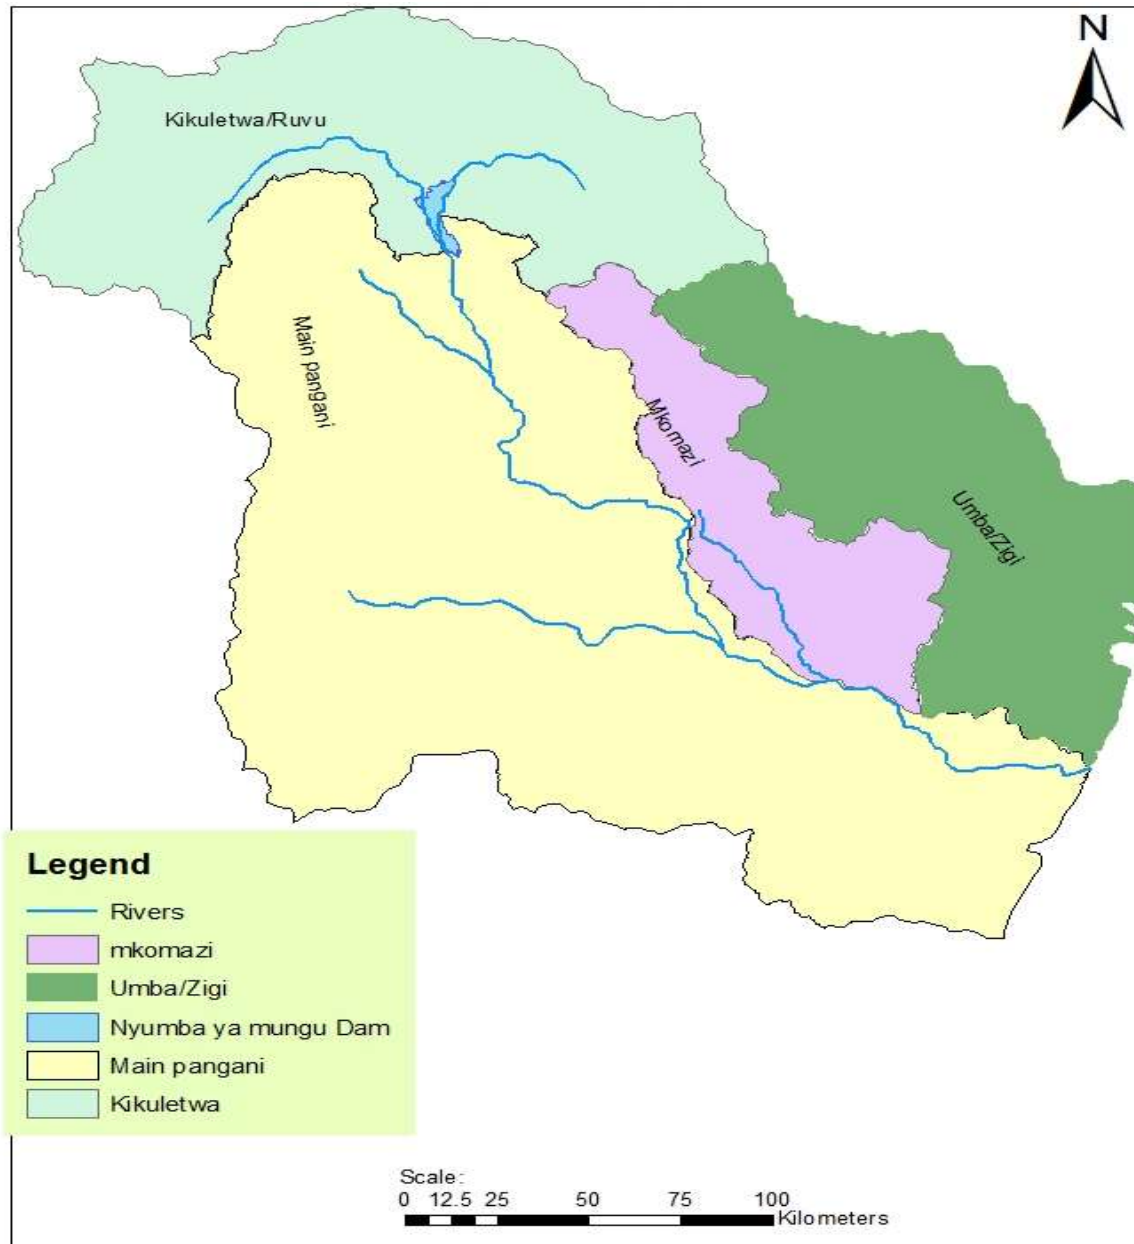 N
Kikuletwa/Ruvu
Main pangani
Mkomazi
Umba/Zigi
Legend
Rivers
mkomazi
Umba/Zigi
Nyumba ya mungu Dam
Main pangani
Kikuletwa
Scale:
0 12.5 25 50 75 100
Kilometers